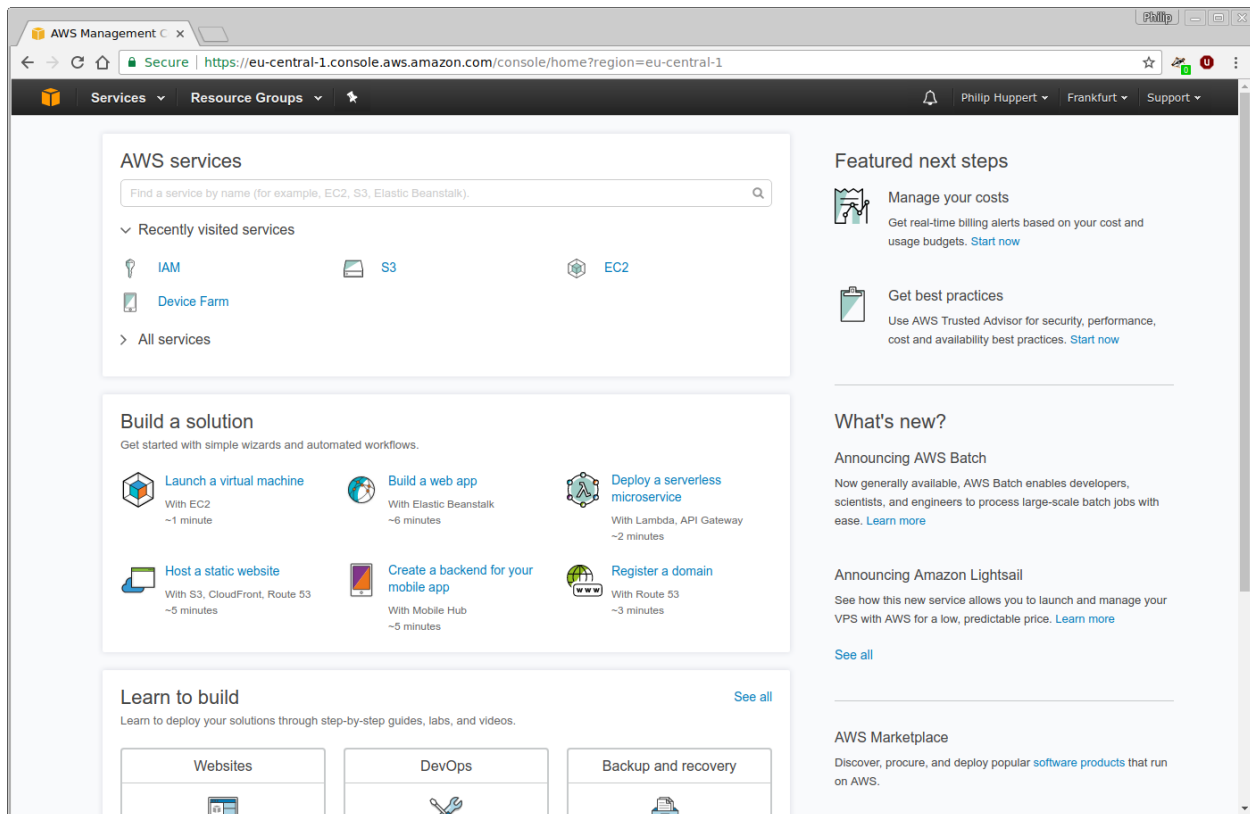 Philip
AWS Management C
Secure | https://eu-central-1.console.aws.amazon.com/console/home?region=eu-central-1
0
Services
Resource Groups
Philip Huppert
Frankfurt
Support
AWS services
Find a service by name (for example, EC2, S3, Elastic Beanstalk).
Recently visited services
IAM
S3
EC2
Device Farm
All services
Build a solution
Get started with simple wizards and automated workflows.
Launch a virtual machine
With EC2
~1 minute
Build a web app
With Elastic Beanstalk
~6 minutes
Deploy a serverless
microservice
With Lambda, API Gateway
~2 minutes
Host a static website
With S3, CloudFront, Route 53
~5 minutes
Create a backend for your
mobile app
With Mobile Hub
~5 minutes
www
Register a domain
With Route 53
~3 minutes
Learn to build
See all
Learn to deploy your solutions through step-by-step guides, labs, and videos.
Websites
DevOps
Backup and recovery
Featured next steps
Manage your costs
Get real-time billing alerts based on your cost and
usage budgets. Start now
Get best practices
Use AWS Trusted Advisor for security, performance,
cost and availability best practices. Start now
What's new?
Announcing AWS Batch
Now generally available, AWS Batch enables developers,
scientists, and engineers to process large-scale batch jobs with
ease. Learn more
Announcing Amazon Lightsail
See how this new service allows you to launch and manage your
VPS with AWS for a low, predictable price. Learn more
See all
AWS Marketplace
Discover, procure, and deploy popular software products that run
on AWS.